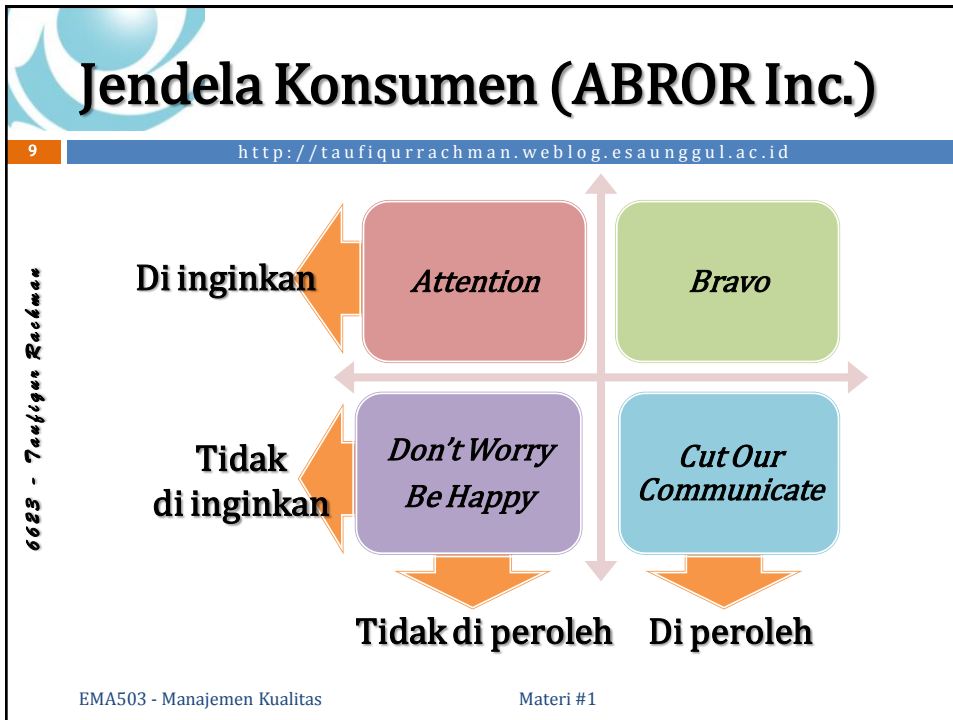 Jendela Konsumen (ABROR Inc.)
9
http://taufiqurrachman.weblog.esaunggul.ac.id
6623 - Taufiqur Rachman
Di inginkan
Attention
Bravo
Tidak
di inginkan
Don’t Worry
Be Happy
Cut Our
Communicate
Tidak di peroleh
Di peroleh
EMA503 - Manajemen Kualitas
Materi #1